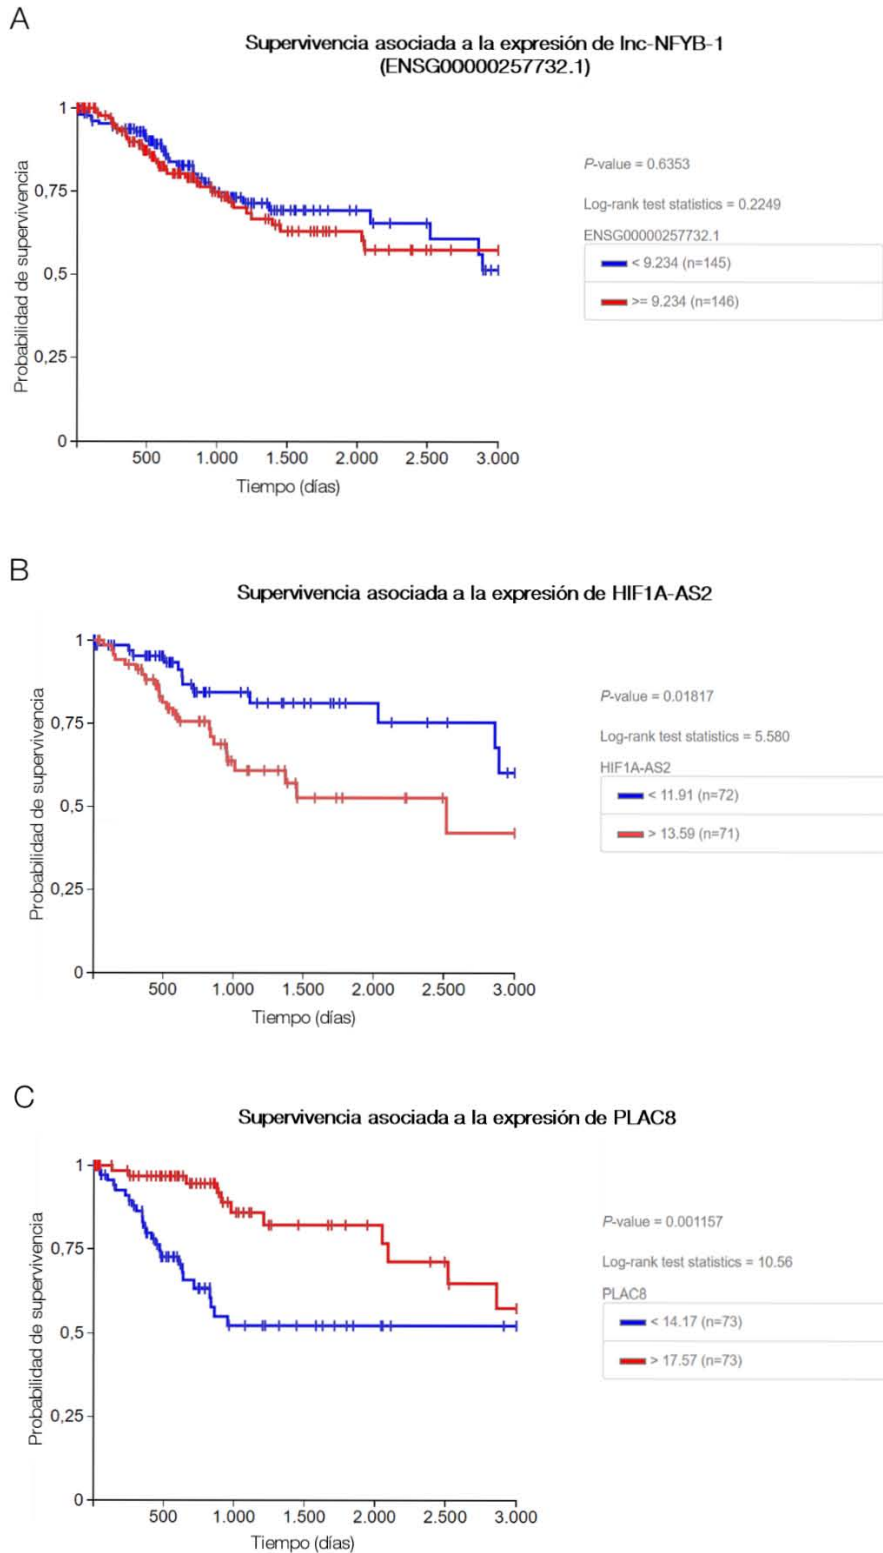 A
Supervivencia asociada a la expresión de lnc-NFYB-1
(ENSG00000257732.1)
Probabilidad de supervivencia
1
0,75
0,5
0,25
0
500
1.000
1.500
2.000
2.500
3.000
Tiempo (días)
P-value = 0.6353
Log-rank test statistics = 0.2249
ENSG00000257732.1
< 9.234 (n=145)
>= 9.234 (n=146)
B
Supervivencia asociada a la expresión de HIF1A-AS2
Probabilidad de supervivencia
1
0,75
0,5
0,25
0
500
1.000
1.500
2.000
2.500
3.000
Tiempo (días)
P-value = 0.01817
Log-rank test statistics = 5.580
HIF1A-AS2
< 11.91 (n=72)
> 13.59 (n=71)
C
Supervivencia asociada a la expresión de PLAC8
Probabilidad de supervivencia
1
0,75
0,5
0,25
0
500
1.000
1.500
2.000
2.500
3.000
Tiempo (días)
P-value = 0.001157
Log-rank test statistics = 10.56
PLAC8
< 14.17 (n=73)
> 17.57 (n=73)